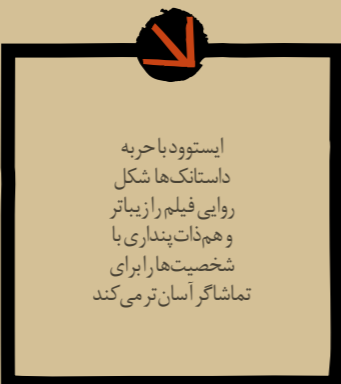 ایستوود با حربه
داستانک‌ها شکل
روایی فیلم را زیباتر
و هم‌ذات‌پنداری با
شخصیت‌ها را برای
تماشاگر آسان‌تر می‌کند